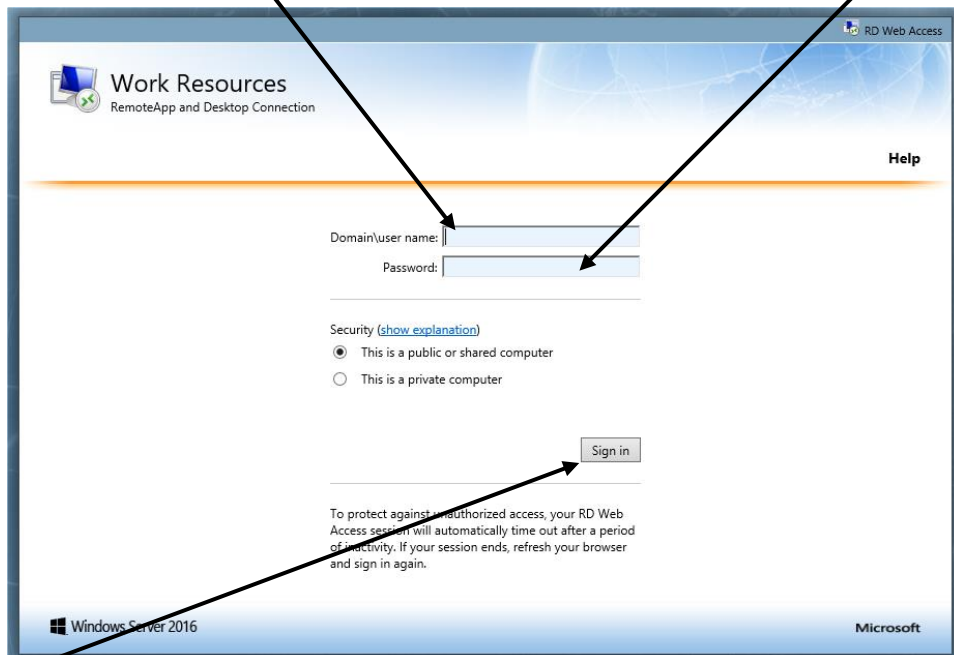 RD Web Access
Work Resources
RemoteApp and Desktop Connection
Help
Domain\user name:
Password:
Security (show explanation)
This is a public or shared computer
This is a private computer
Sign in
To protect against unauthorized access, your RD Web
Access session will automatically time out after a period
of inactivity. If your session ends, refresh your browser
and sign in again.
Windows Server 2016
Microsoft